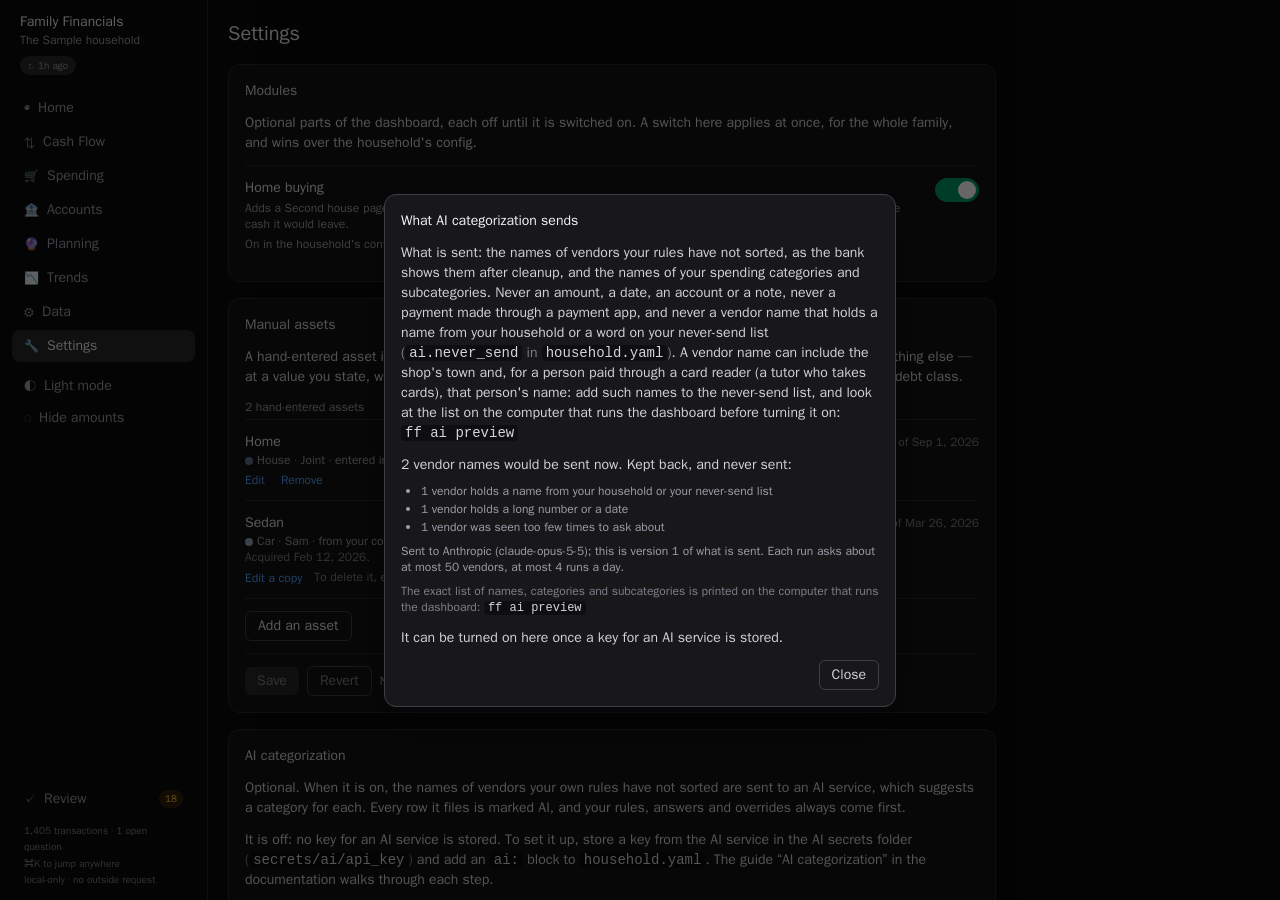 Family Financials
The Sample household
1h ago
Home
Cash Flow
Spending
Accounts
Planning
Trends
Data
Settings
Light mode
Hide amounts
Review 18
1,405 transactions · 1 open
question
⌘K to jump anywhere
local-only · no outside request
Settings
Modules
Optional parts of the dashboard, each off until it is switched on. A switch here applies at once, for the whole family,
and wins over the household's config.
Home buying
Adds a Second house page
cash it would leave.
On in the household's con
Manual assets
A hand-entered asset i
thing else —
at a value you state, w
debt class.
2 hand-entered assets
Home
of Sep 1, 2026
House · Joint · entered in
Edit Remove
Sedan
of Mar 26, 2026
Car · Sam · from your co
Acquired Feb 12, 2026.
Edit a copy To delete it, e
Add an asset
Save Revert
What AI categorization sends
What is sent: the names of vendors your rules have not sorted, as the bank
shows them after cleanup, and the names of your spending categories and
subcategories. Never an amount, a date, an account or a note, never a
payment made through a payment app, and never a vendor name that holds a
name from your household or a word on your never-send list
(ai.never_send in household.yaml). A vendor name can include the
shop's town and, for a person paid through a card reader (a tutor who takes
cards), that person's name: add such names to the never-send list, and look
at the list on the computer that runs the dashboard before turning it on:
ff ai preview
2 vendor names would be sent now. Kept back, and never sent:
• 1 vendor holds a name from your household or your never-send list
• 1 vendor holds a long number or a date
• 1 vendor was seen too few times to ask about
Sent to Anthropic (claude-opus-5-5); this is version 1 of what is sent. Each run asks about
at most 50 vendors, at most 4 runs a day.
The exact list of names, categories and subcategories is printed on the computer that runs
the dashboard: ff ai preview
It can be turned on here once a key for an AI service is stored.
Close
AI categorization
Optional. When it is on, the names of vendors your own rules have not sorted are sent to an AI service, which suggests
a category for each. Every row it files is marked AI, and your rules, answers and overrides always come first.
It is off: no key for an AI service is stored. To set it up, store a key from the AI service in the AI secrets folder
(secrets/ai/api_key) and add an ai: block to household.yaml. The guide “AI categorization” in the
documentation walks through each step.